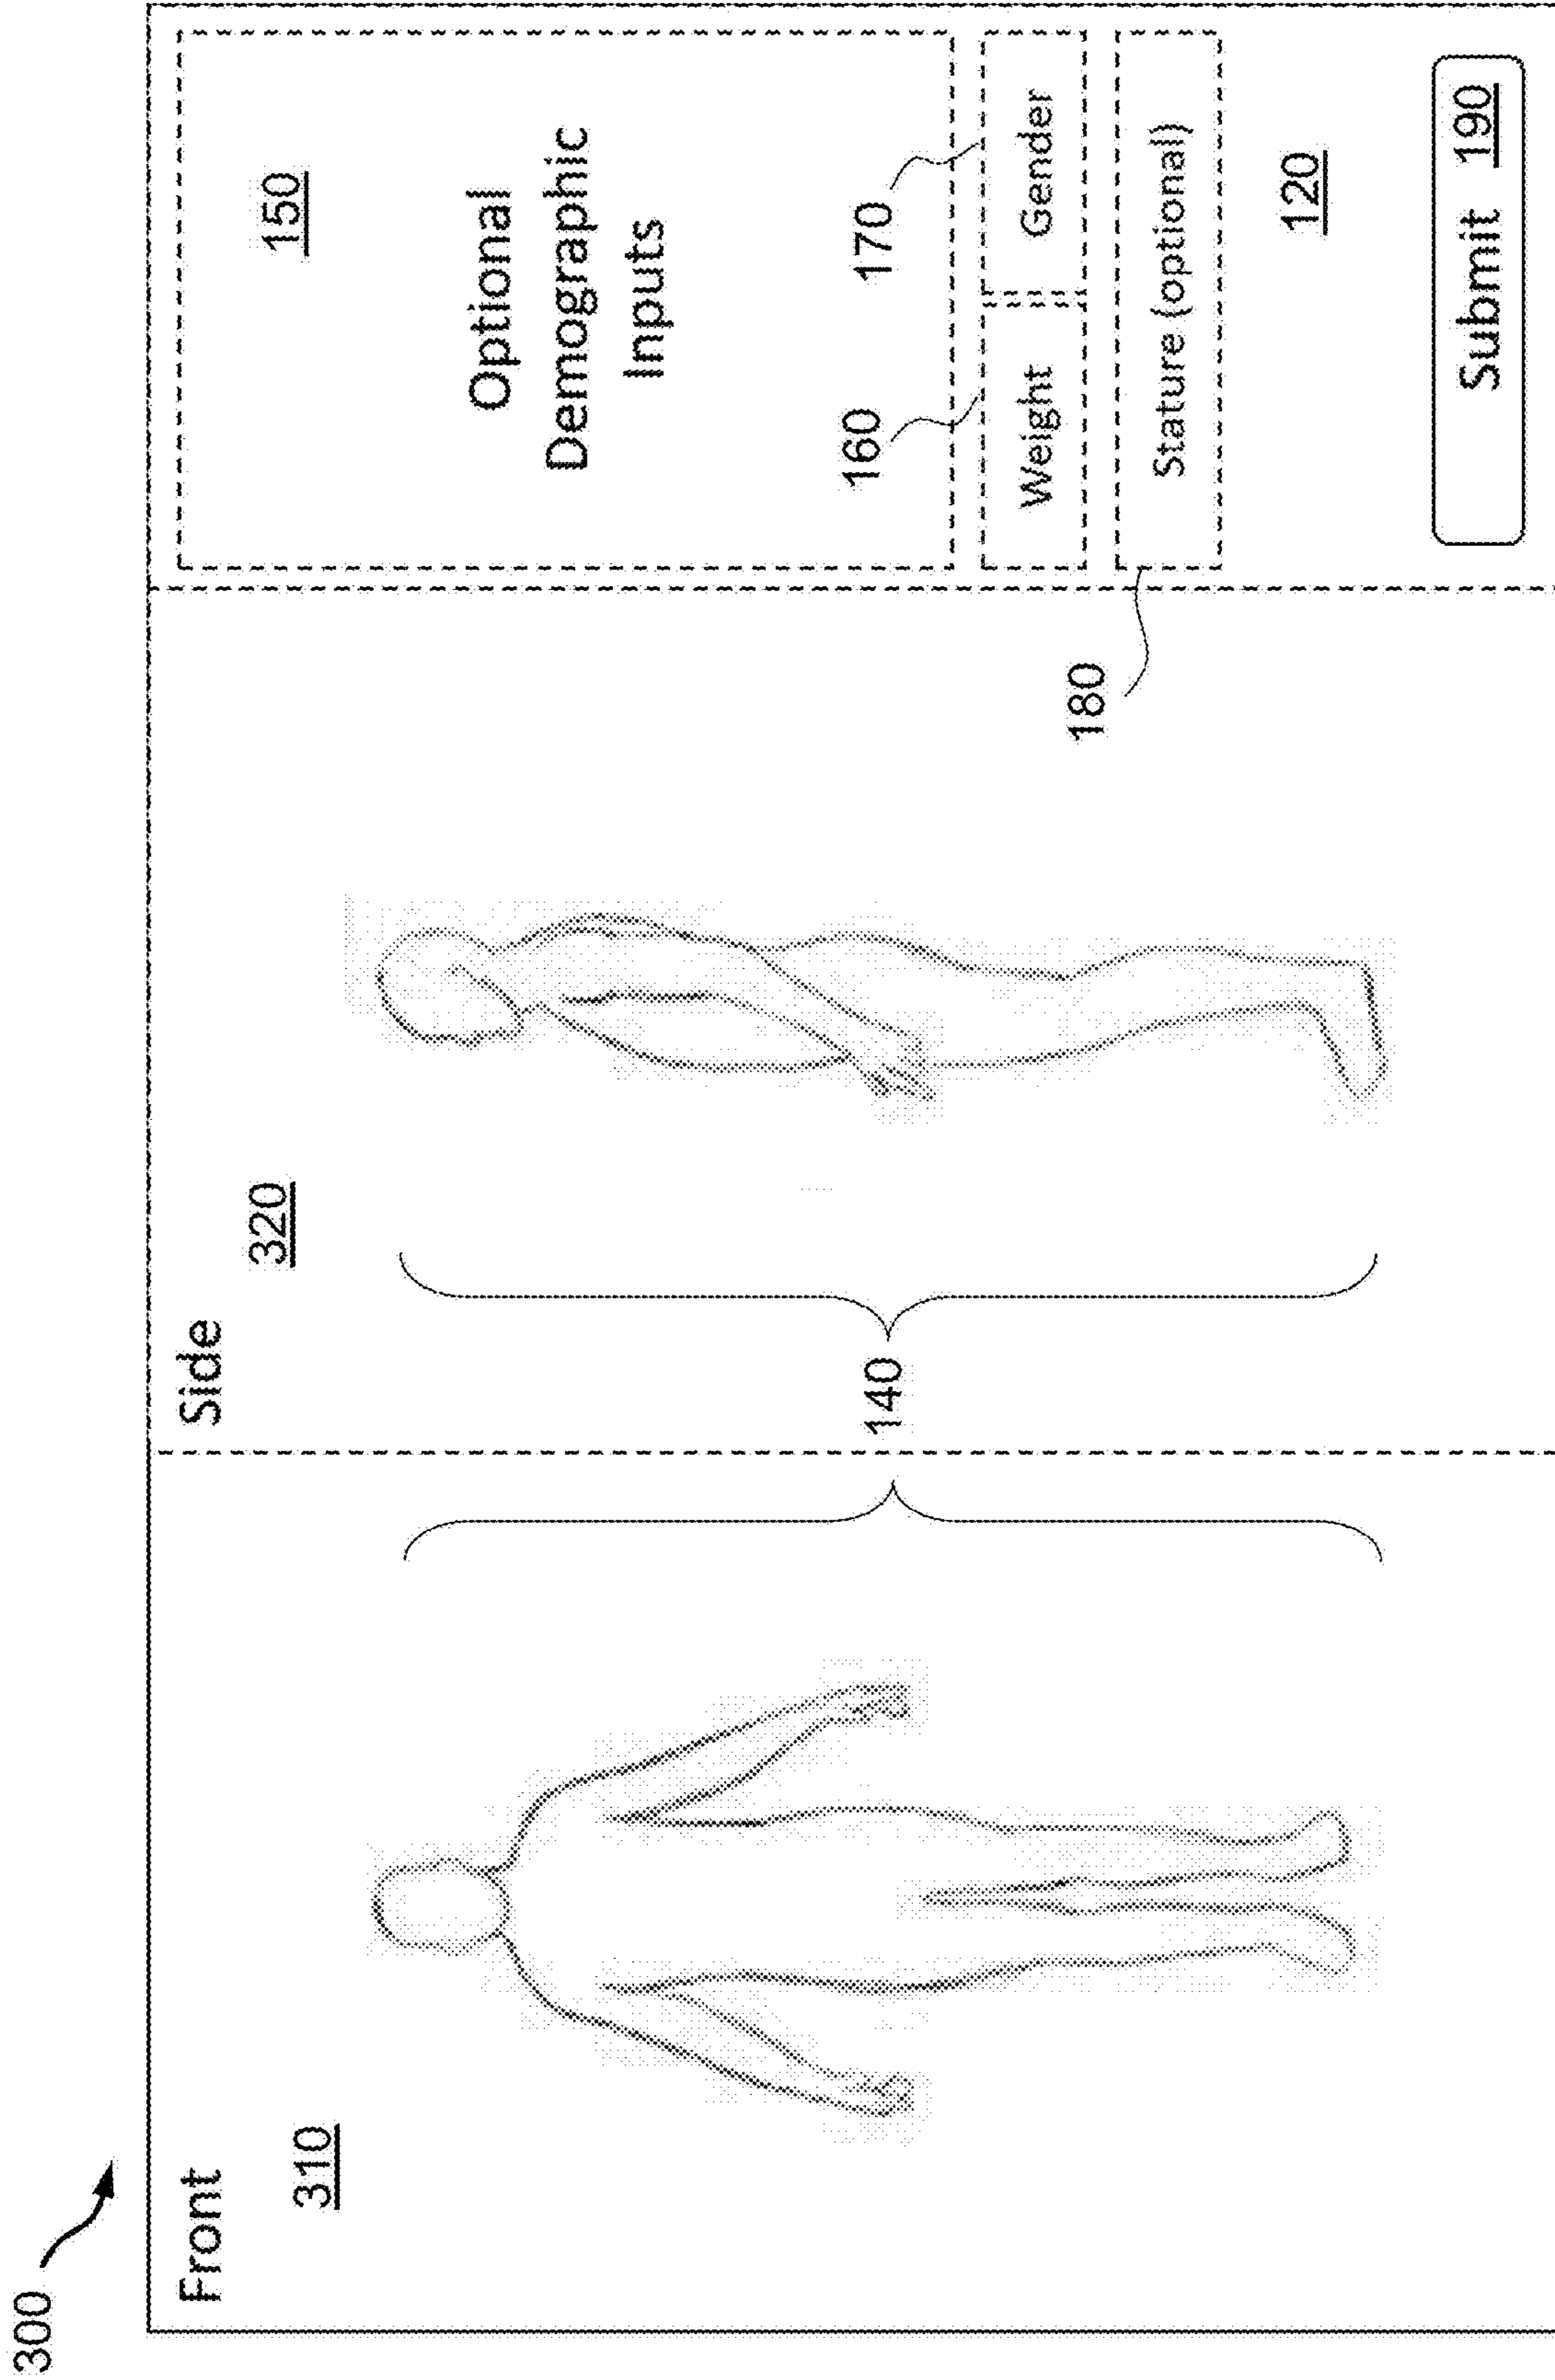 300
Front
310
Side
320
140
150
Optional
Demographic
Inputs
160
170
Weight
Gender
180
Stature (optional)
120
Submit 190